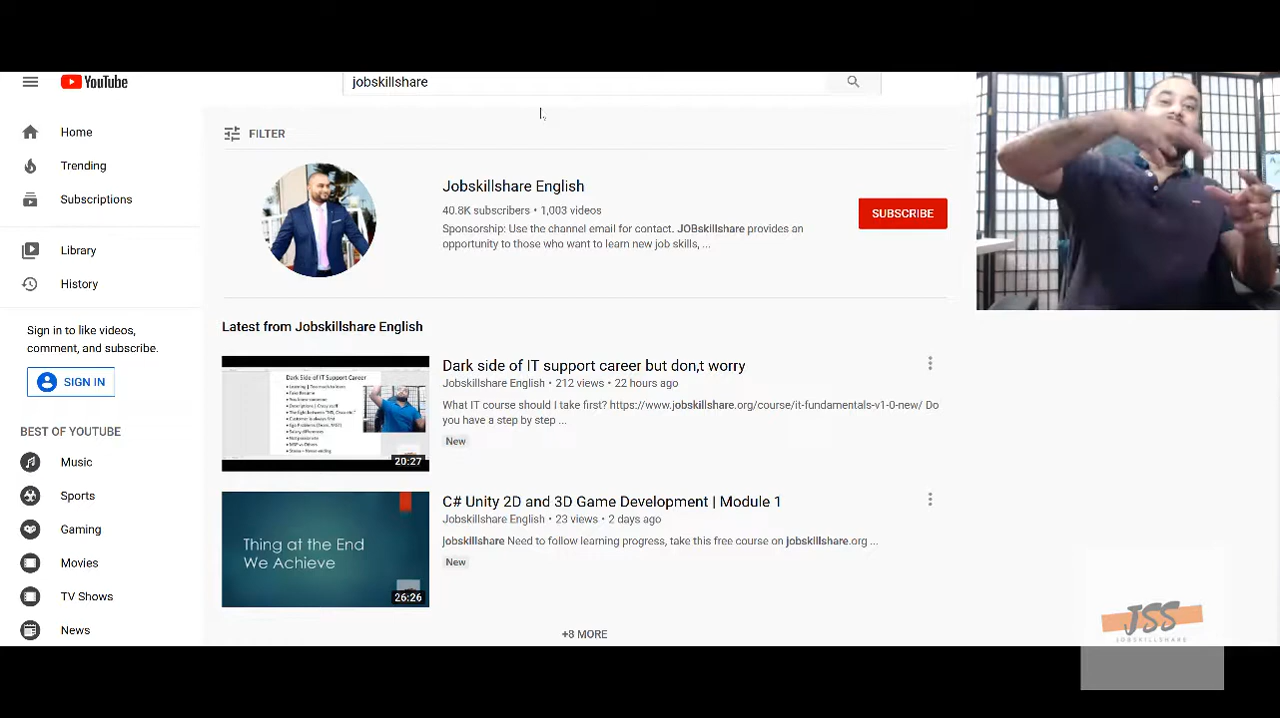 YouTube
jobskillshare
Home
Trending
Subscriptions
Library
History
Sign in to like videos,
comment, and subscribe.
SIGN IN
BEST OF YOUTUBE
Music
Sports
Gaming
Movies
TV Shows
News
FILTER
Jobskillshare English
40.8K subscribers • 1,003 videos
Sponsorship: Use the channel email for contact. JOBskillshare provides an
opportunity to those who want to learn new job skills, ...
SUBSCRIBE
Latest from Jobskillshare English
Dark Side of IT Support Career
20:27
Dark side of IT support career but don,t worry
Jobskillshare English • 212 views • 22 hours ago
What IT course should I take first? https://www.jobskillshare.org/course/it-fundamentals-v1-0-new/ Do
you have a step by step ...
New
Thing at the End
We Achieve
26:26
C# Unity 2D and 3D Game Development | Module 1
Jobskillshare English • 23 views • 2 days ago
jobskillshare Need to follow learning progress, take this free course on jobskillshare.org ...
New
+8 MORE
JSS
JOBSKILLSHARE